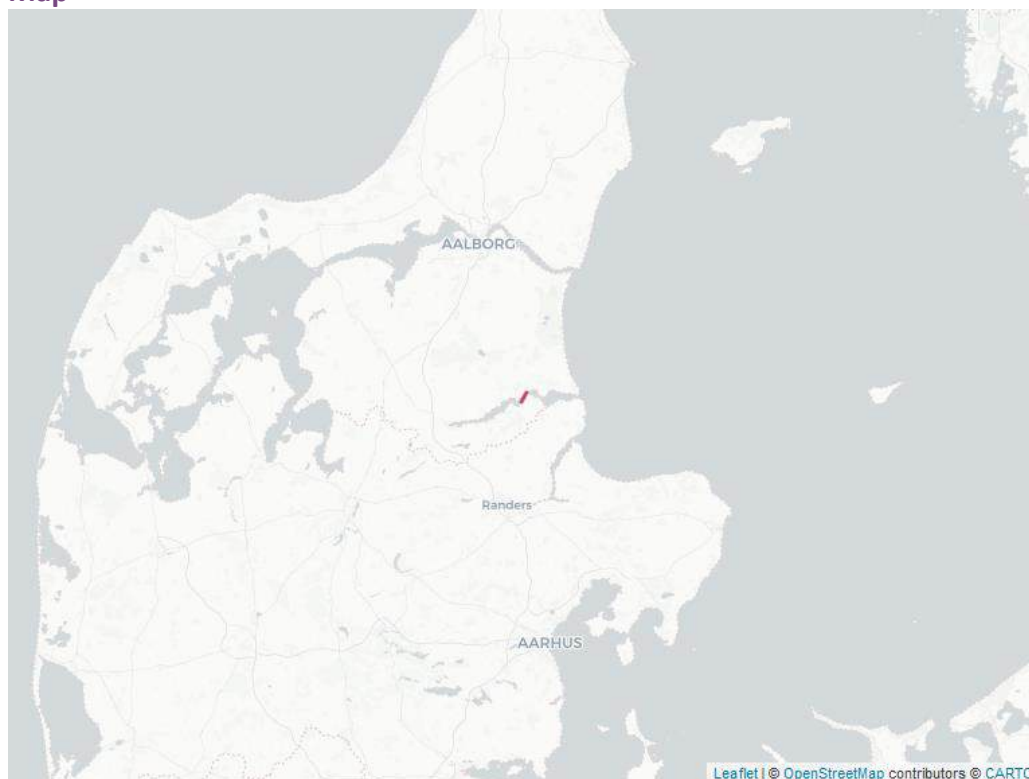 Map
AALBORG
Randers
AARHUS
Leaflet | © OpenStreetMap contributors © CARTO